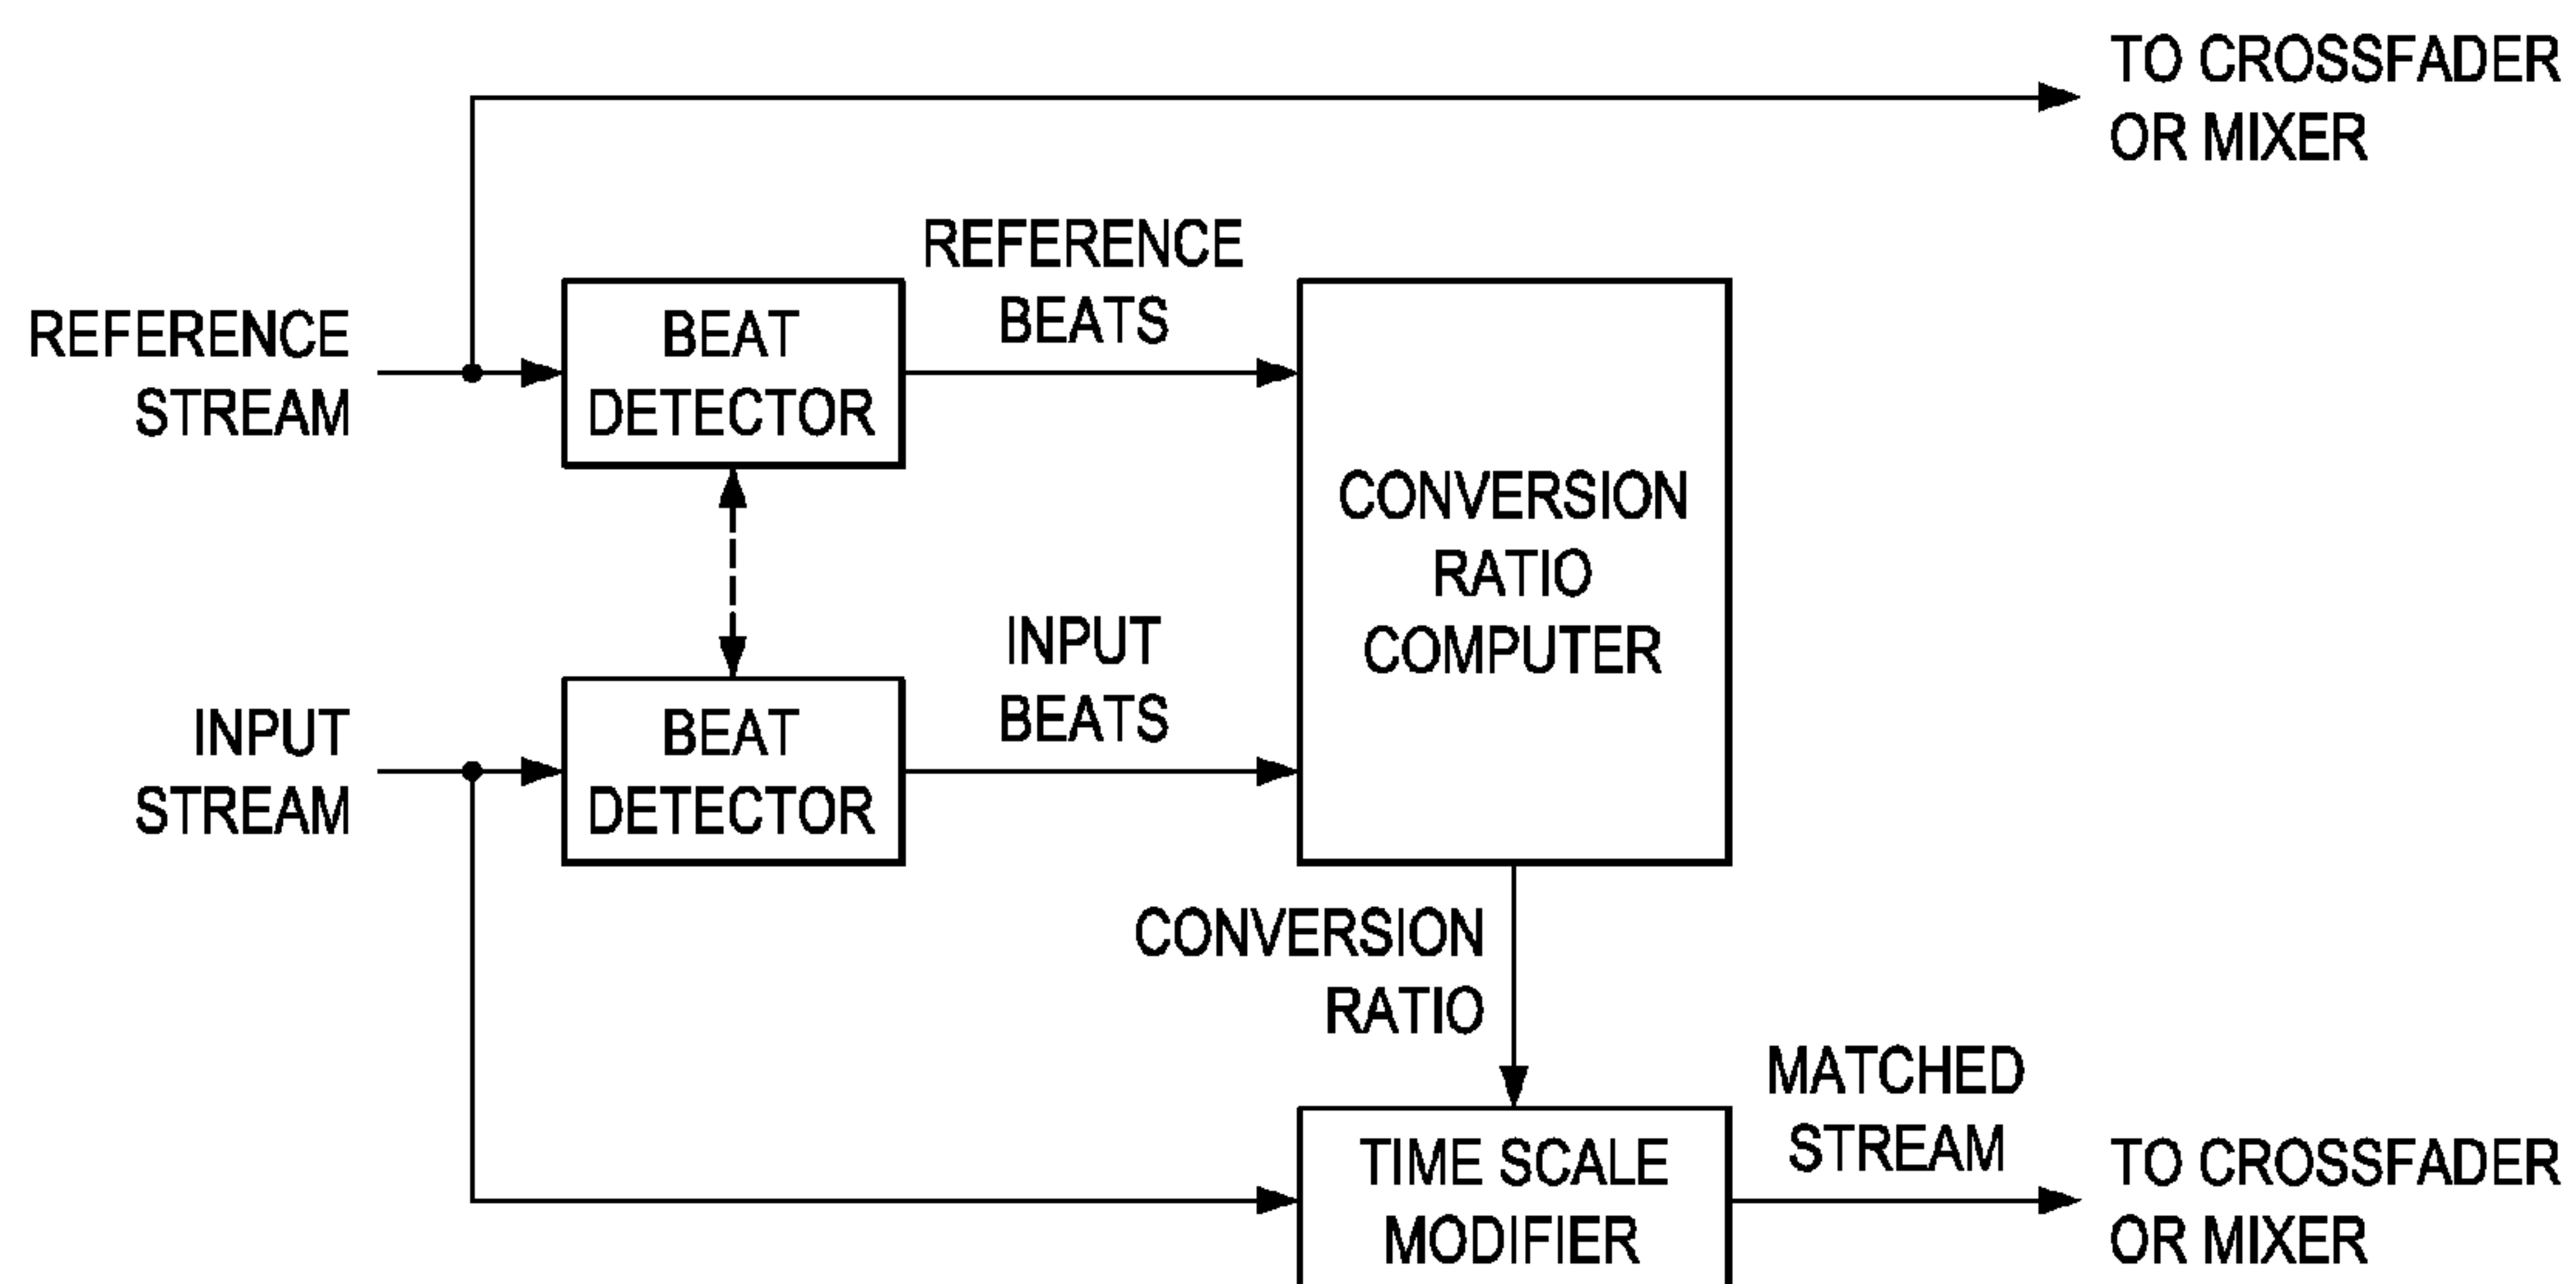 TO CROSSFADER
OR MIXER
REFERENCE
BEATS
REFERENCE
STREAM
BEAT
DETECTOR
CONVERSION
RATIO
COMPUTER
INPUT
BEATS
INPUT
STREAM
BEAT
DETECTOR
CONVERSION
RATIO
MATCHED
STREAM
TIME SCALE
MODIFIER
TO CROSSFADER
OR MIXER